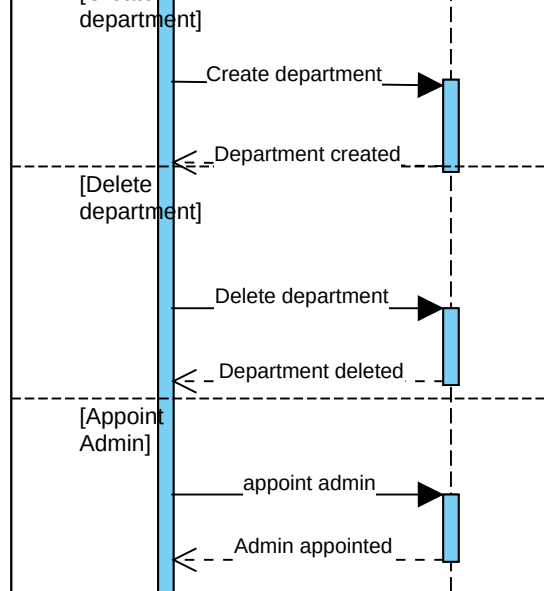 department]
Create department
Department created
[Delete
department]
Delete department
Department deleted
[Appoint
Admin]
appoint admin
Admin appointed